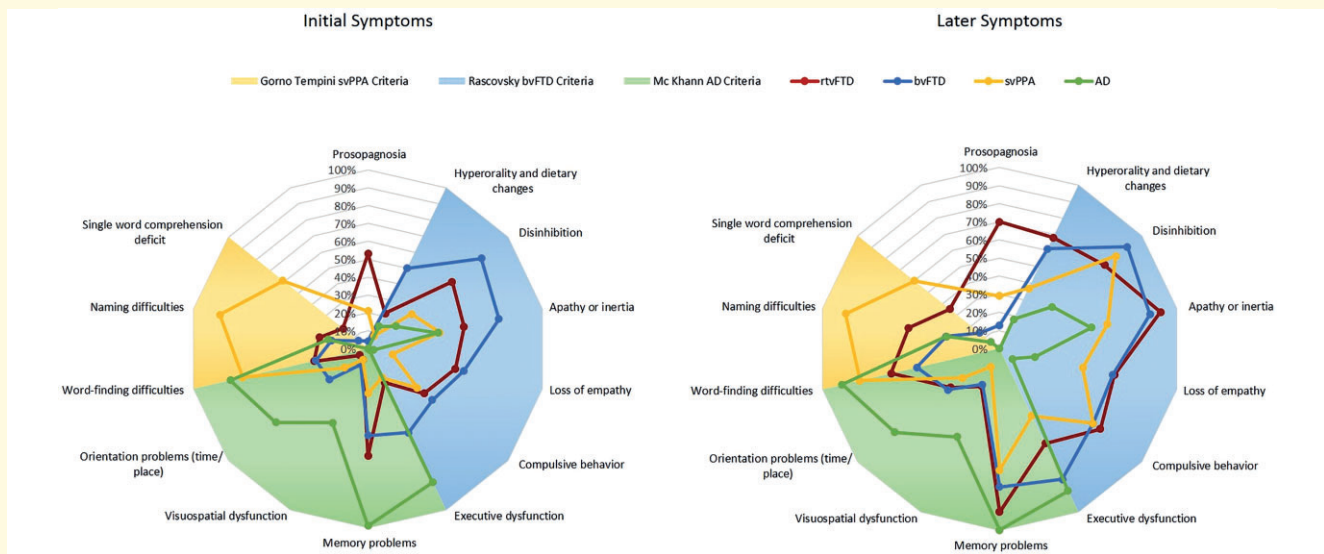 Initial Symptoms
Later Symptoms
Gorno Tempini svPPA Criteria
Rascovsky bvFTD Criteria
Mc Khann AD Criteria
rtvFTD
bvFTD
svPPA
AD
Prosopagnosia
100%
90%
80%
70%
60%
50%
40%
30%
20%
10%
0%
Hyperorality and dietary
changes
Disinhibition
Apathy or inertia
Loss of empathy
Compulsive behavior
Executive dysfunction
Memory problems
Visuospatial dysfunction
Orientation problems (time/
place)
Word-finding difficulties
Naming difficulties
Single word comprehension
deficit
Prosopagnosia
100%
90%
80%
70%
60%
50%
40%
30%
20%
10%
0%
Hyperorality and dietary
changes
Disinhibition
Apathy or inertia
Loss of empathy
Compulsive behavior
Executive dysfunction
Memory problems
Visuospatial dysfunction
Orientation problems (time/
place)
Word-finding difficulties
Naming difficulties
Single word comprehension
deficit